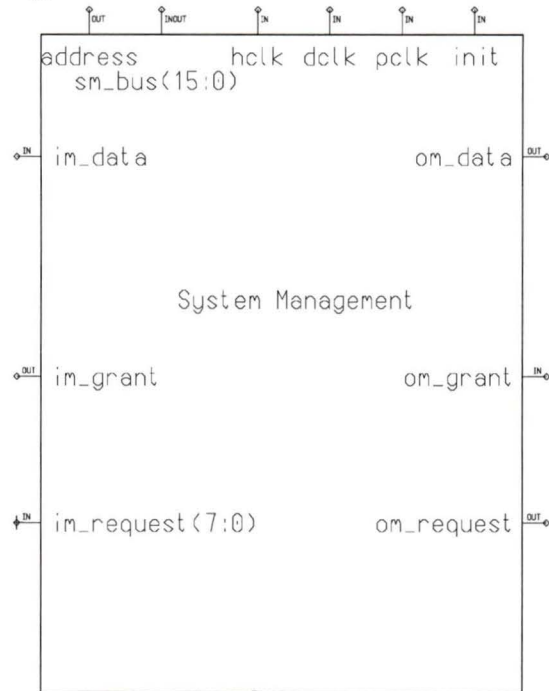 OUT INOUT IN IN IN IN
address hclk dclk pclk init
sm_bus(15:0)
IN im_data om_data OUT
System Management
OUT im_grant om_grant IN
IN im_request(7:0) om_request OUT